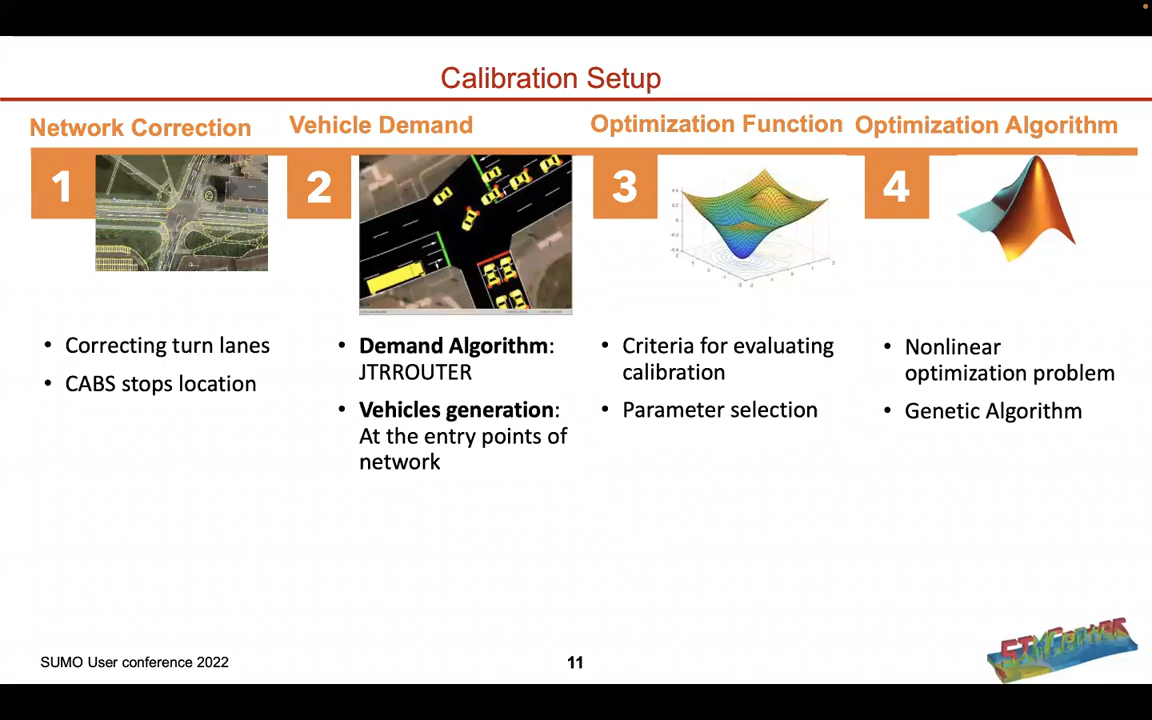 Calibration Setup
Network Correction
Vehicle Demand
Optimization Function
Optimization Algorithm
1
2
3
4
• Correcting turn lanes
• CABS stops location
• Demand Algorithm:
JTRROUTER
• Vehicles generation:
At the entry points of
network
• Criteria for evaluating
calibration
• Parameter selection
• Nonlinear
optimization problem
• Genetic Algorithm
SUMO User conference 2022
11